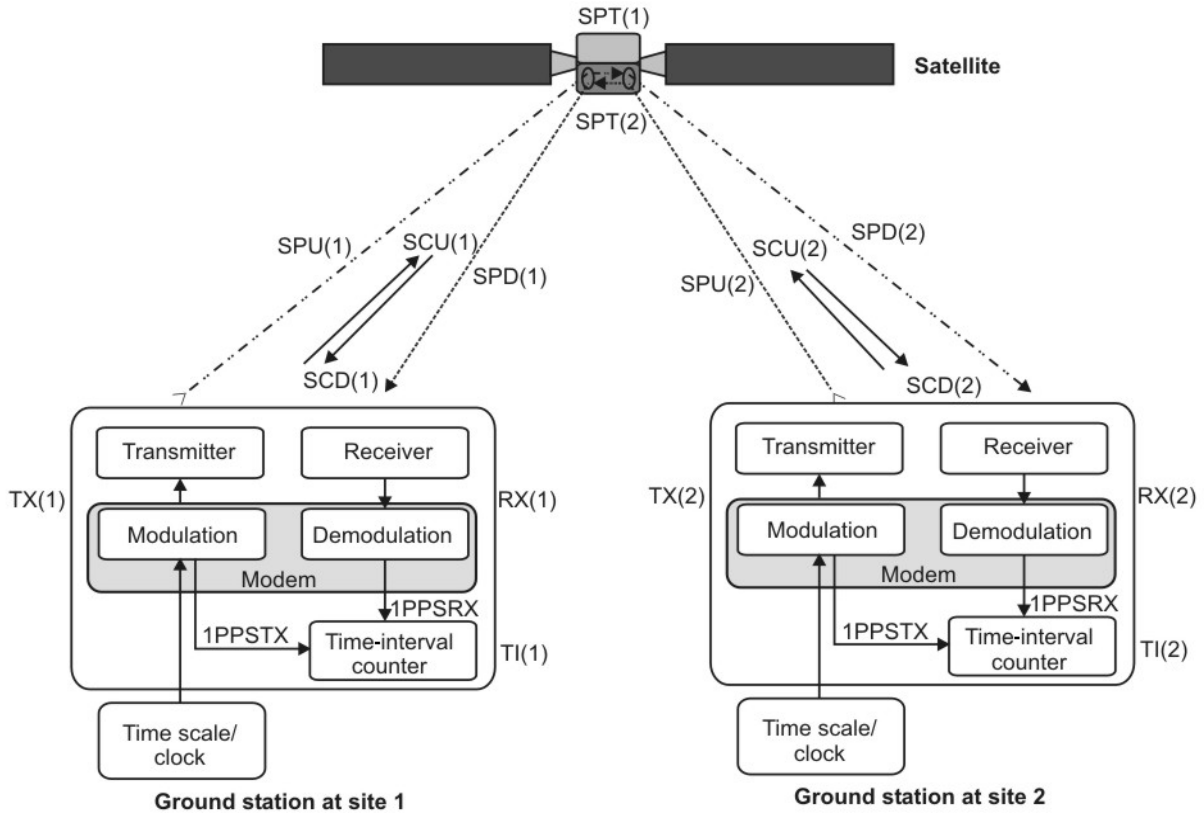 SPT(1)
Satellite
SPT(2)
SPU(1)
SCU(1)
SPD(1)
SCD(1)
SCU(2)
SPD(2)
SPU(2)
SCD(2)
Transmitter
Receiver
TX(1)
RX(1)
Modulation
Demodulation
Modem
1PPSRX
1PPSTX
Time-interval
counter
TI(1)
Time scale/
clock
Ground station at site 1
Transmitter
Receiver
TX(2)
RX(2)
Modulation
Demodulation
Modem
1PPSRX
1PPSTX
Time-interval
counter
TI(2)
Time scale/
clock
Ground station at site 2